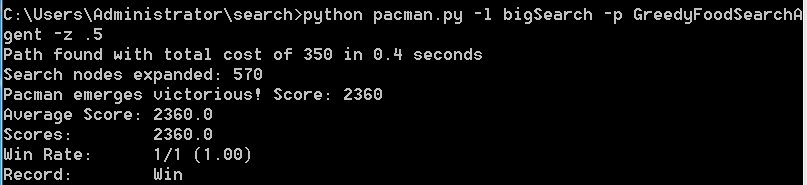 C:\Users\Administrator\search>python pacman.py -l bigSearch -p GreedyFoodSearchA
gent -z .5
Path found with total cost of 350 in 0.4 seconds
Search nodes expanded: 570
Pacman emerges victorious! Score: 2360
Average Score: 2360.0
Scores:        2360.0
Win Rate:      1/1 (1.00)
Record:        Win